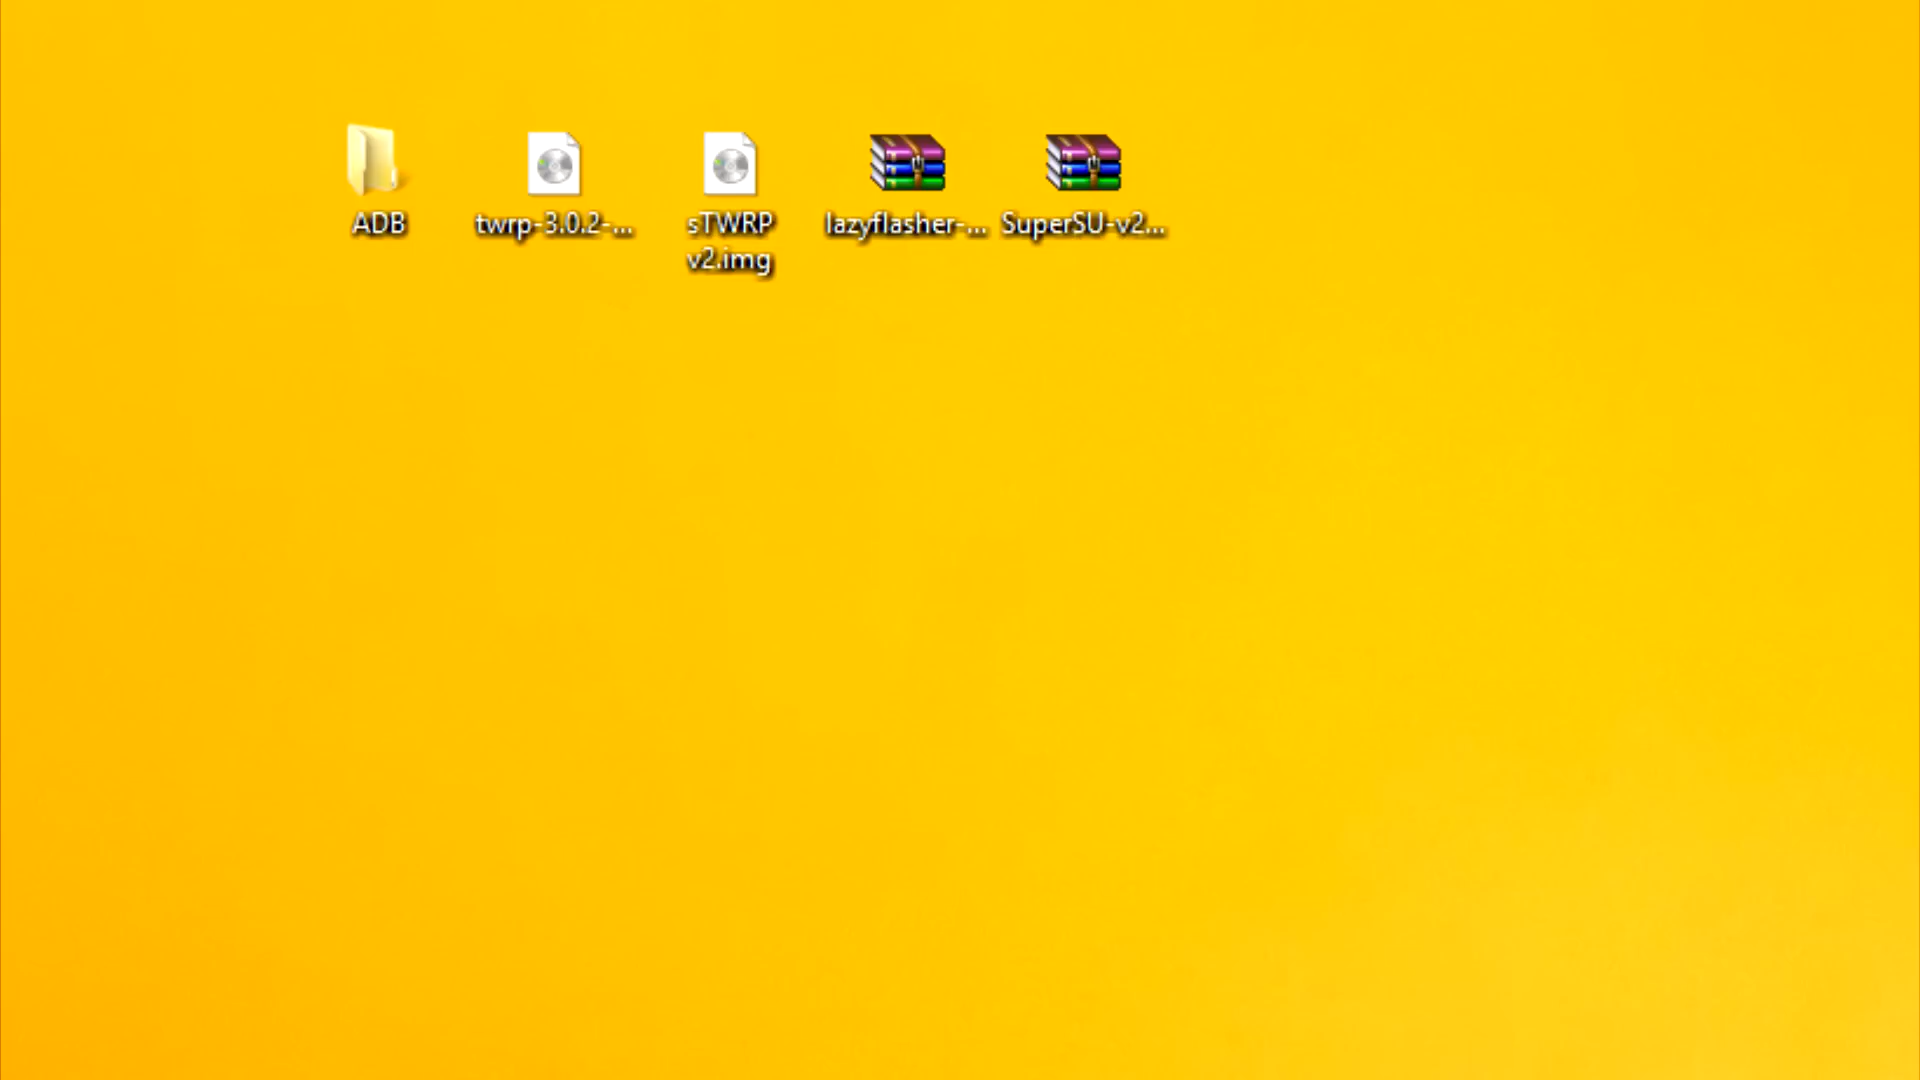 ADB
twrp-3.0.2-...
sTWRP
v2.img
lazyflasher-...
SuperSU-v2...